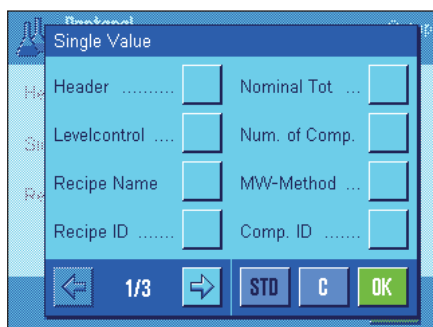 Single Value
Header .......... Nominal Tot ...
Levelcontrol .... Num. of Comp.
Recipe Name MW-Method ...
Recipe ID ....... Comp. ID .......
1/3 STD C OK